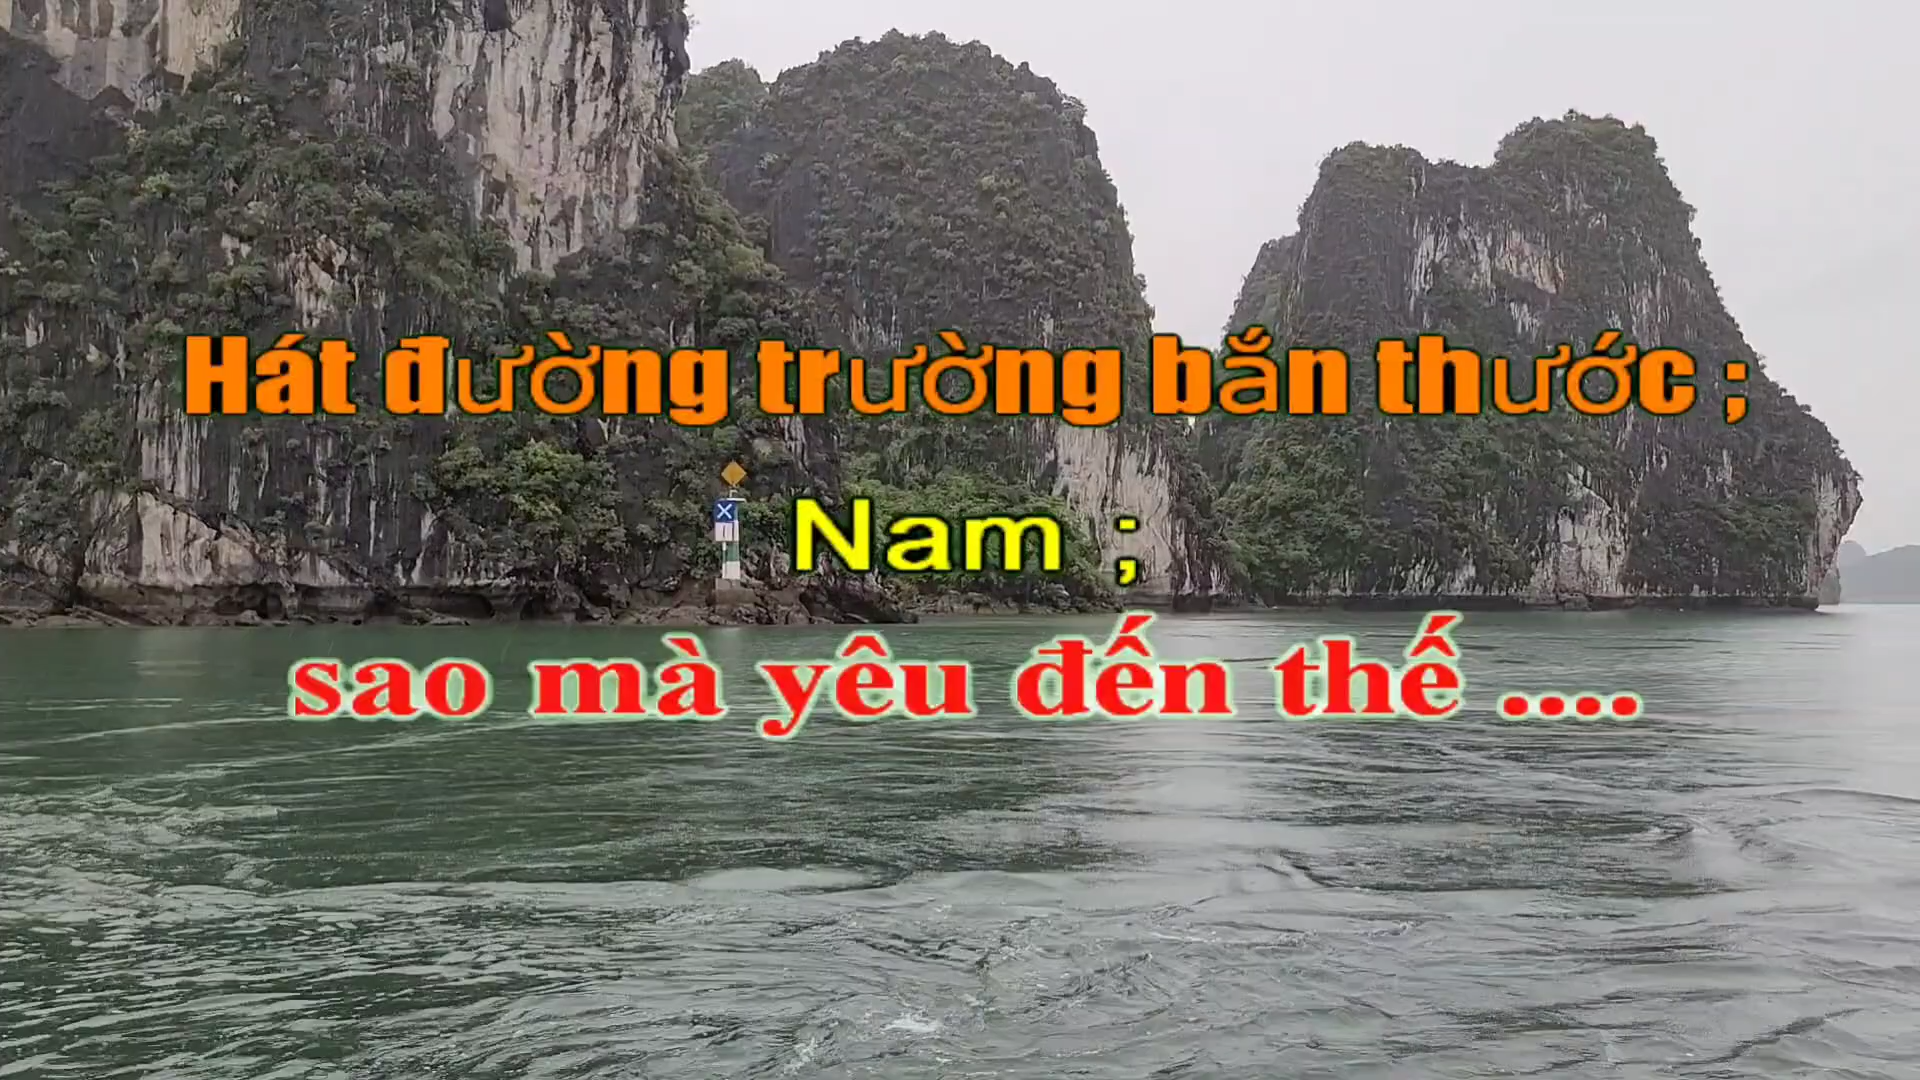 Hát đường trường bắn thước ;
Nam ;
sao mà yêu đến thế ....